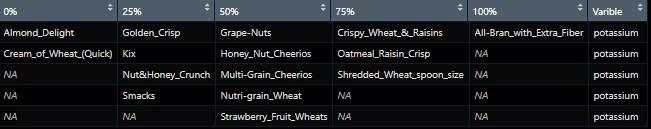 0% 25% 50% 75% 100% Varible
Almond_Delight Golden_Crisp Grape-Nuts Crispy_Wheat_&_Raisins All-Bran_with_Extra_Fiber potassium
Cream_of_Wheat_(Quick) Kix Honey_Nut_Cheerios Oatmeal_Raisin_Crisp NA potassium
NA Nut&Honey_Crunch Multi-Grain_Cheerios Shredded_Wheat_spoon_size NA potassium
NA Smacks Nutri-grain_Wheat NA NA potassium
NA NA Strawberry_Fruit_Wheats NA NA potassium